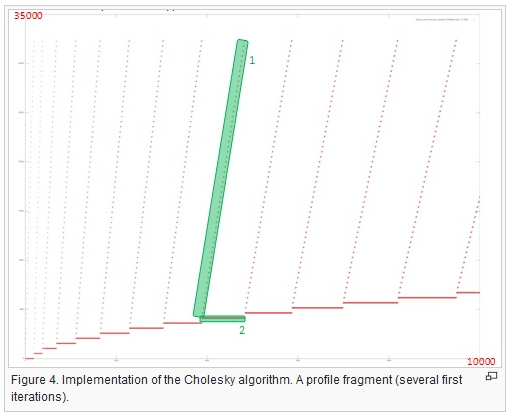 35000
1
2
10000
Figure 4. Implementation of the Cholesky algorithm. A profile fragment (several first
iterations).